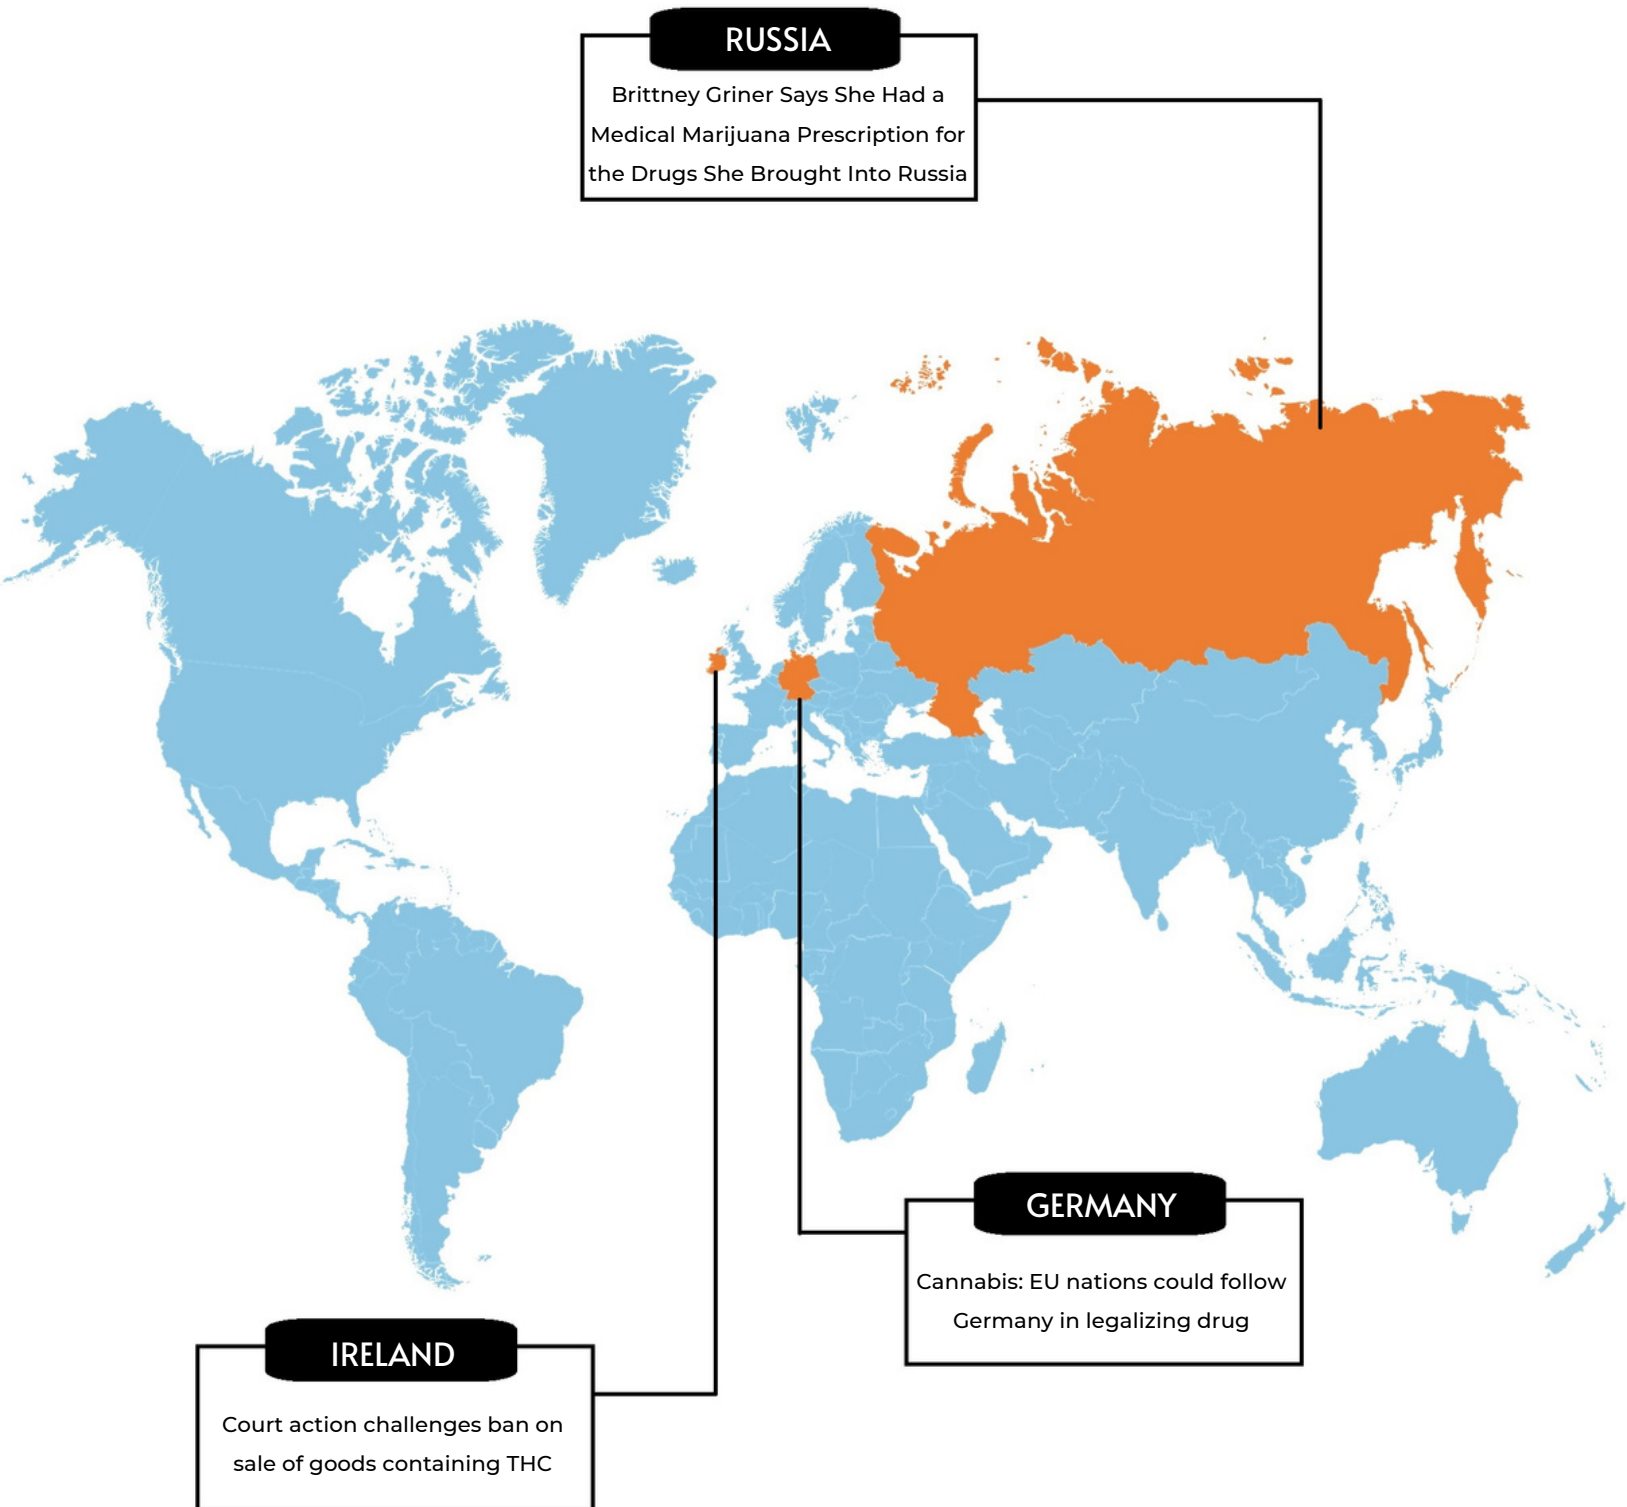 RUSSIA
Brittney Griner Says She Had a
Medical Marijuana Prescription for
the Drugs She Brought Into Russia
GERMANY
Cannabis: EU nations could follow
Germany in legalizing drug
IRELAND
Court action challenges ban on
sale of goods containing THC